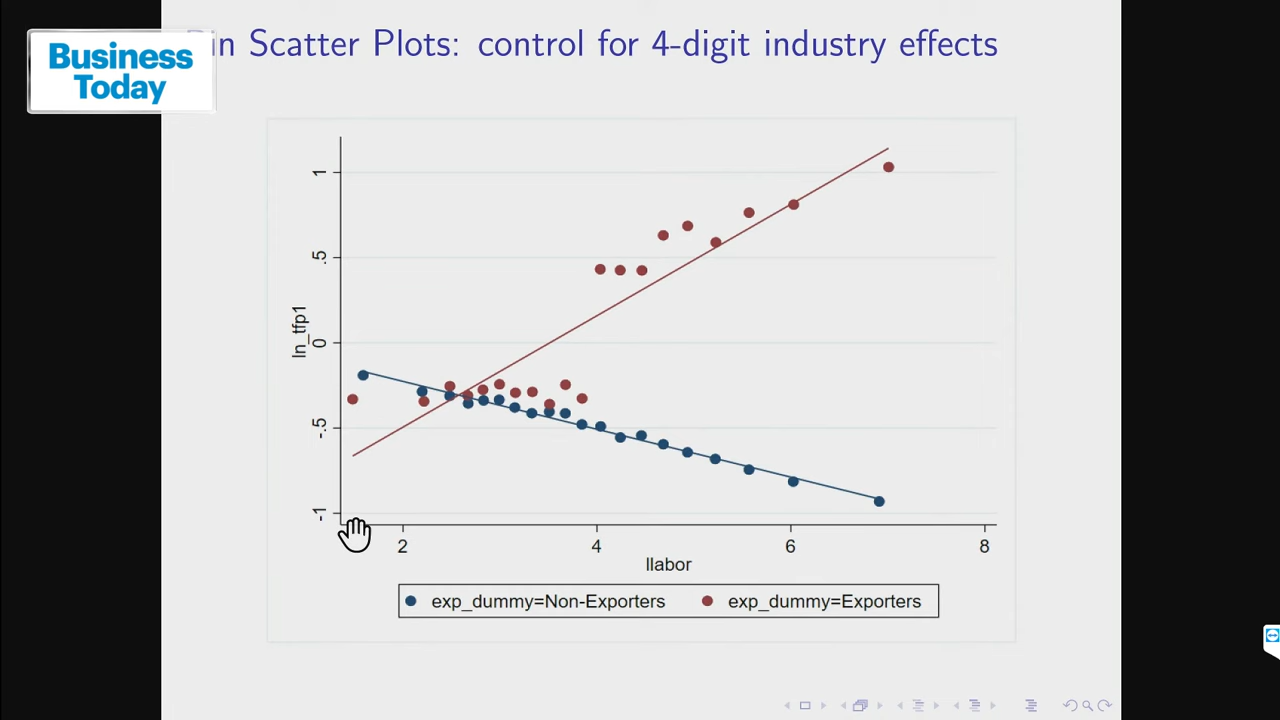 Business
Today
in Scatter Plots: control for 4-digit industry effects
1
.5
0
-.5
-1
ln_tfp1
2 4 6 8
llabor
exp_dummy=Non-Exporters exp_dummy=Exporters